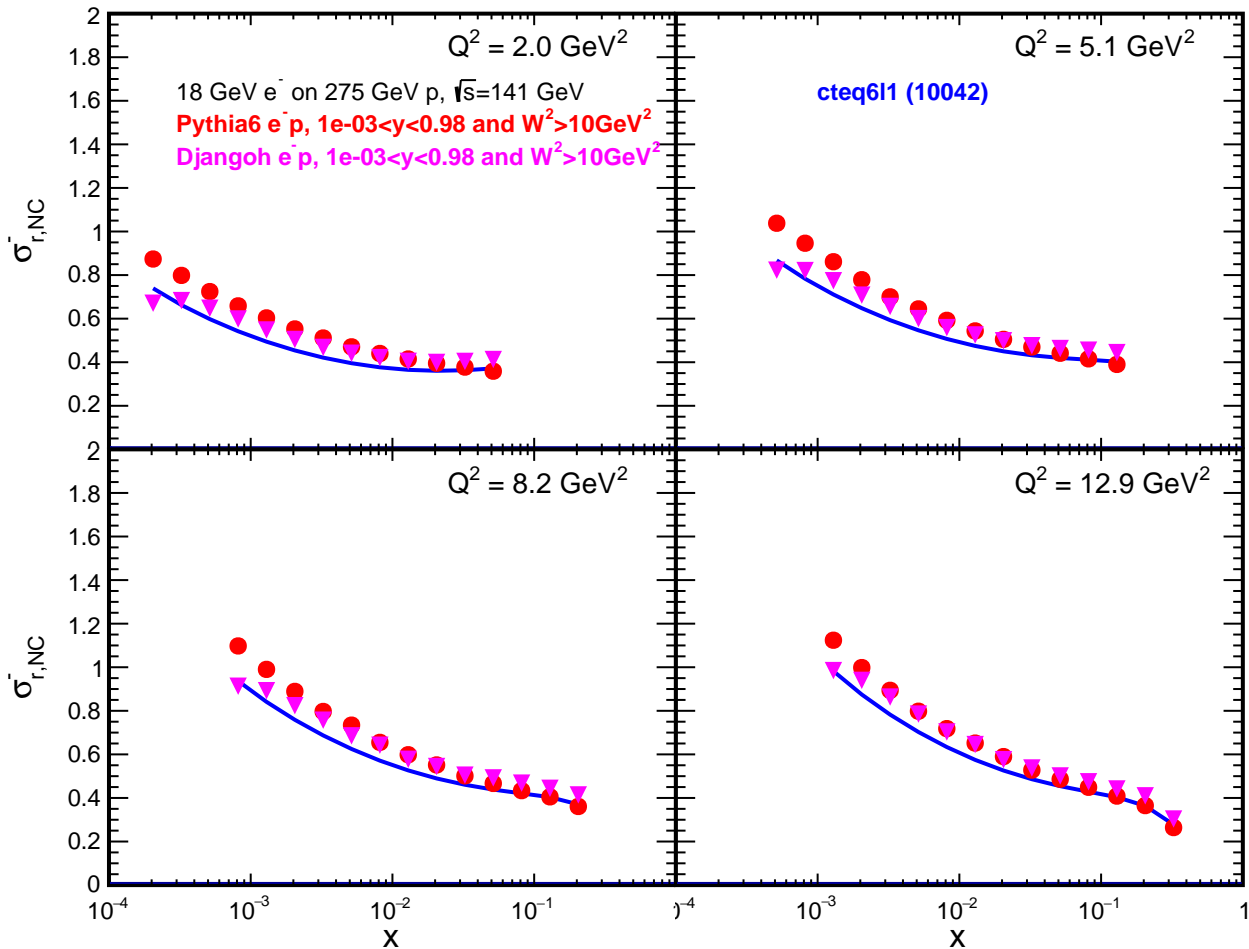 Q² = 2.0 GeV²
18 GeV e⁻ on 275 GeV p, √s=141 GeV
Pythia6 e⁻p, 1e-03<y<0.98 and W²>10GeV²
Djangoh e⁻p, 1e-03<y<0.98 and W²>10GeV²
2
1.8
1.6
1.4
1.2
1
0.8
0.6
0.4
0.2
σ⁻r,NC
Q² = 5.1 GeV²
cteq6l1 (10042)
Q² = 8.2 GeV²
2
1.8
1.6
1.4
1.2
1
0.8
0.6
0.4
0.2
0
σ⁻r,NC
10⁻⁴ 10⁻³ 10⁻² 10⁻¹
x
Q² = 12.9 GeV²
)⁻⁴ 10⁻³ 10⁻² 10⁻¹ 1
x